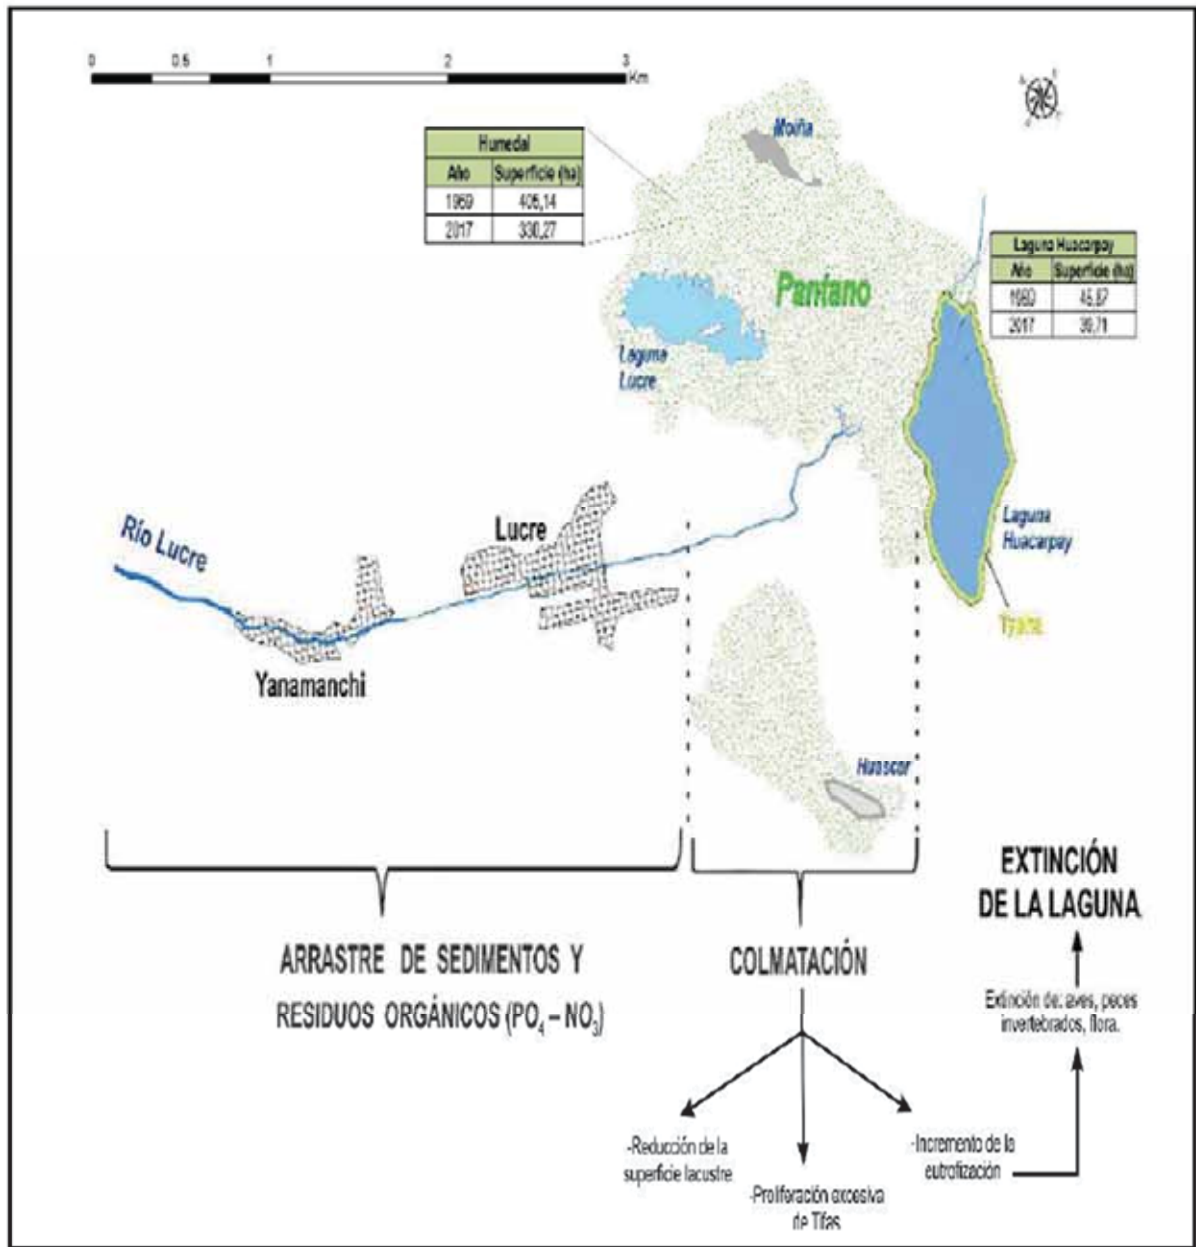 0 0.5 1 2 3
Km
Humedal
Año Superficie (ha)
1969 405,14
2017 330,27
Moiña
Laguna Huacarpay
Año Superficie (ha)
2017 39,71
Pantano
Laguna
Lucre
Río Lucre
Lucre
Yanamanchi
Laguna
Huacarpay
Huascar
ARRASTRE DE SEDIMENTOS Y
RESIDUOS ORGÁNICOS (PO₄ – NO₃)
COLMATACIÓN
EXTINCIÓN
DE LA LAGUNA
Extinción de: aves, peces
invertebrados, flora.
-Reducción de la
superficie lacustre
-Proliferación excesiva
de Tifas
-Incremento de la
eutrofización